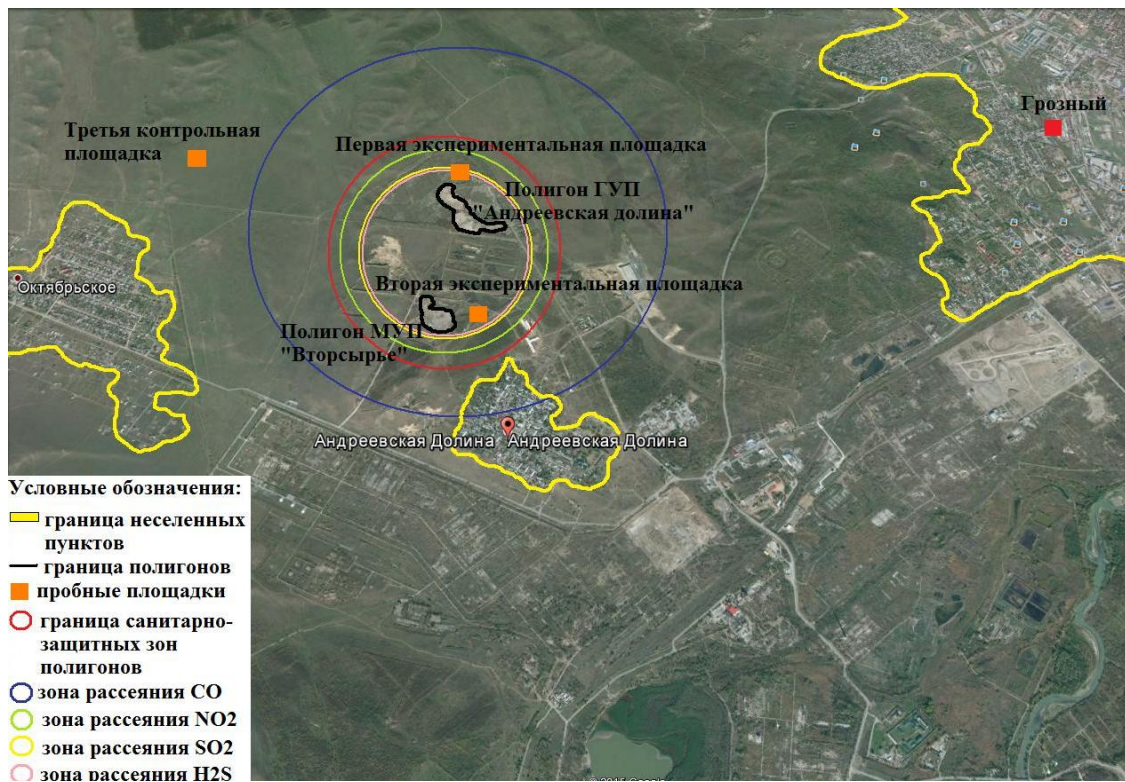 Третья контрольная
площадка
Первая экспериментальная площадка
Грозный
Полигон ГУП
"Андреевская долина"
Вторая экспериментальная площадка
Октябрьское
Полигон МУП
"Вторсырье"
Андреевская Долина Андреевская Долина
Условные обозначения:
граница неселенных
пунктов
граница полигонов
пробные площадки
граница санитарно-
защитных зон
полигонов
зона рассеяния CO
зона рассеяния NO2
зона рассеяния SO2
зона рассеяния H2S